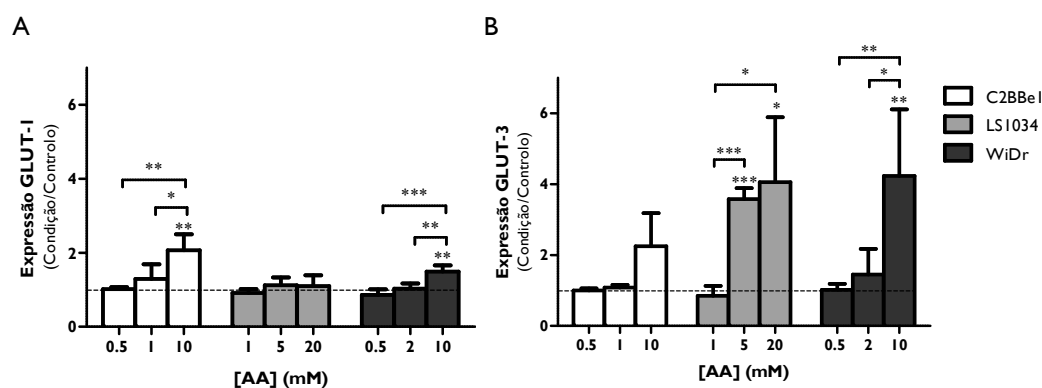 A
Expressão GLUT-1
(Condição/Controlo)
6
4
2
0
**
*
**
***
**
**
0.5 1 10 1 5 20 0.5 2 10
[AA] (mM)
B
Expressão GLUT-3
(Condição/Controlo)
6
4
2
0
*
***
***
*
**
*
**
0.5 1 10 1 5 20 0.5 2 10
[AA] (mM)
C2BBe1
LS1034
WiDr